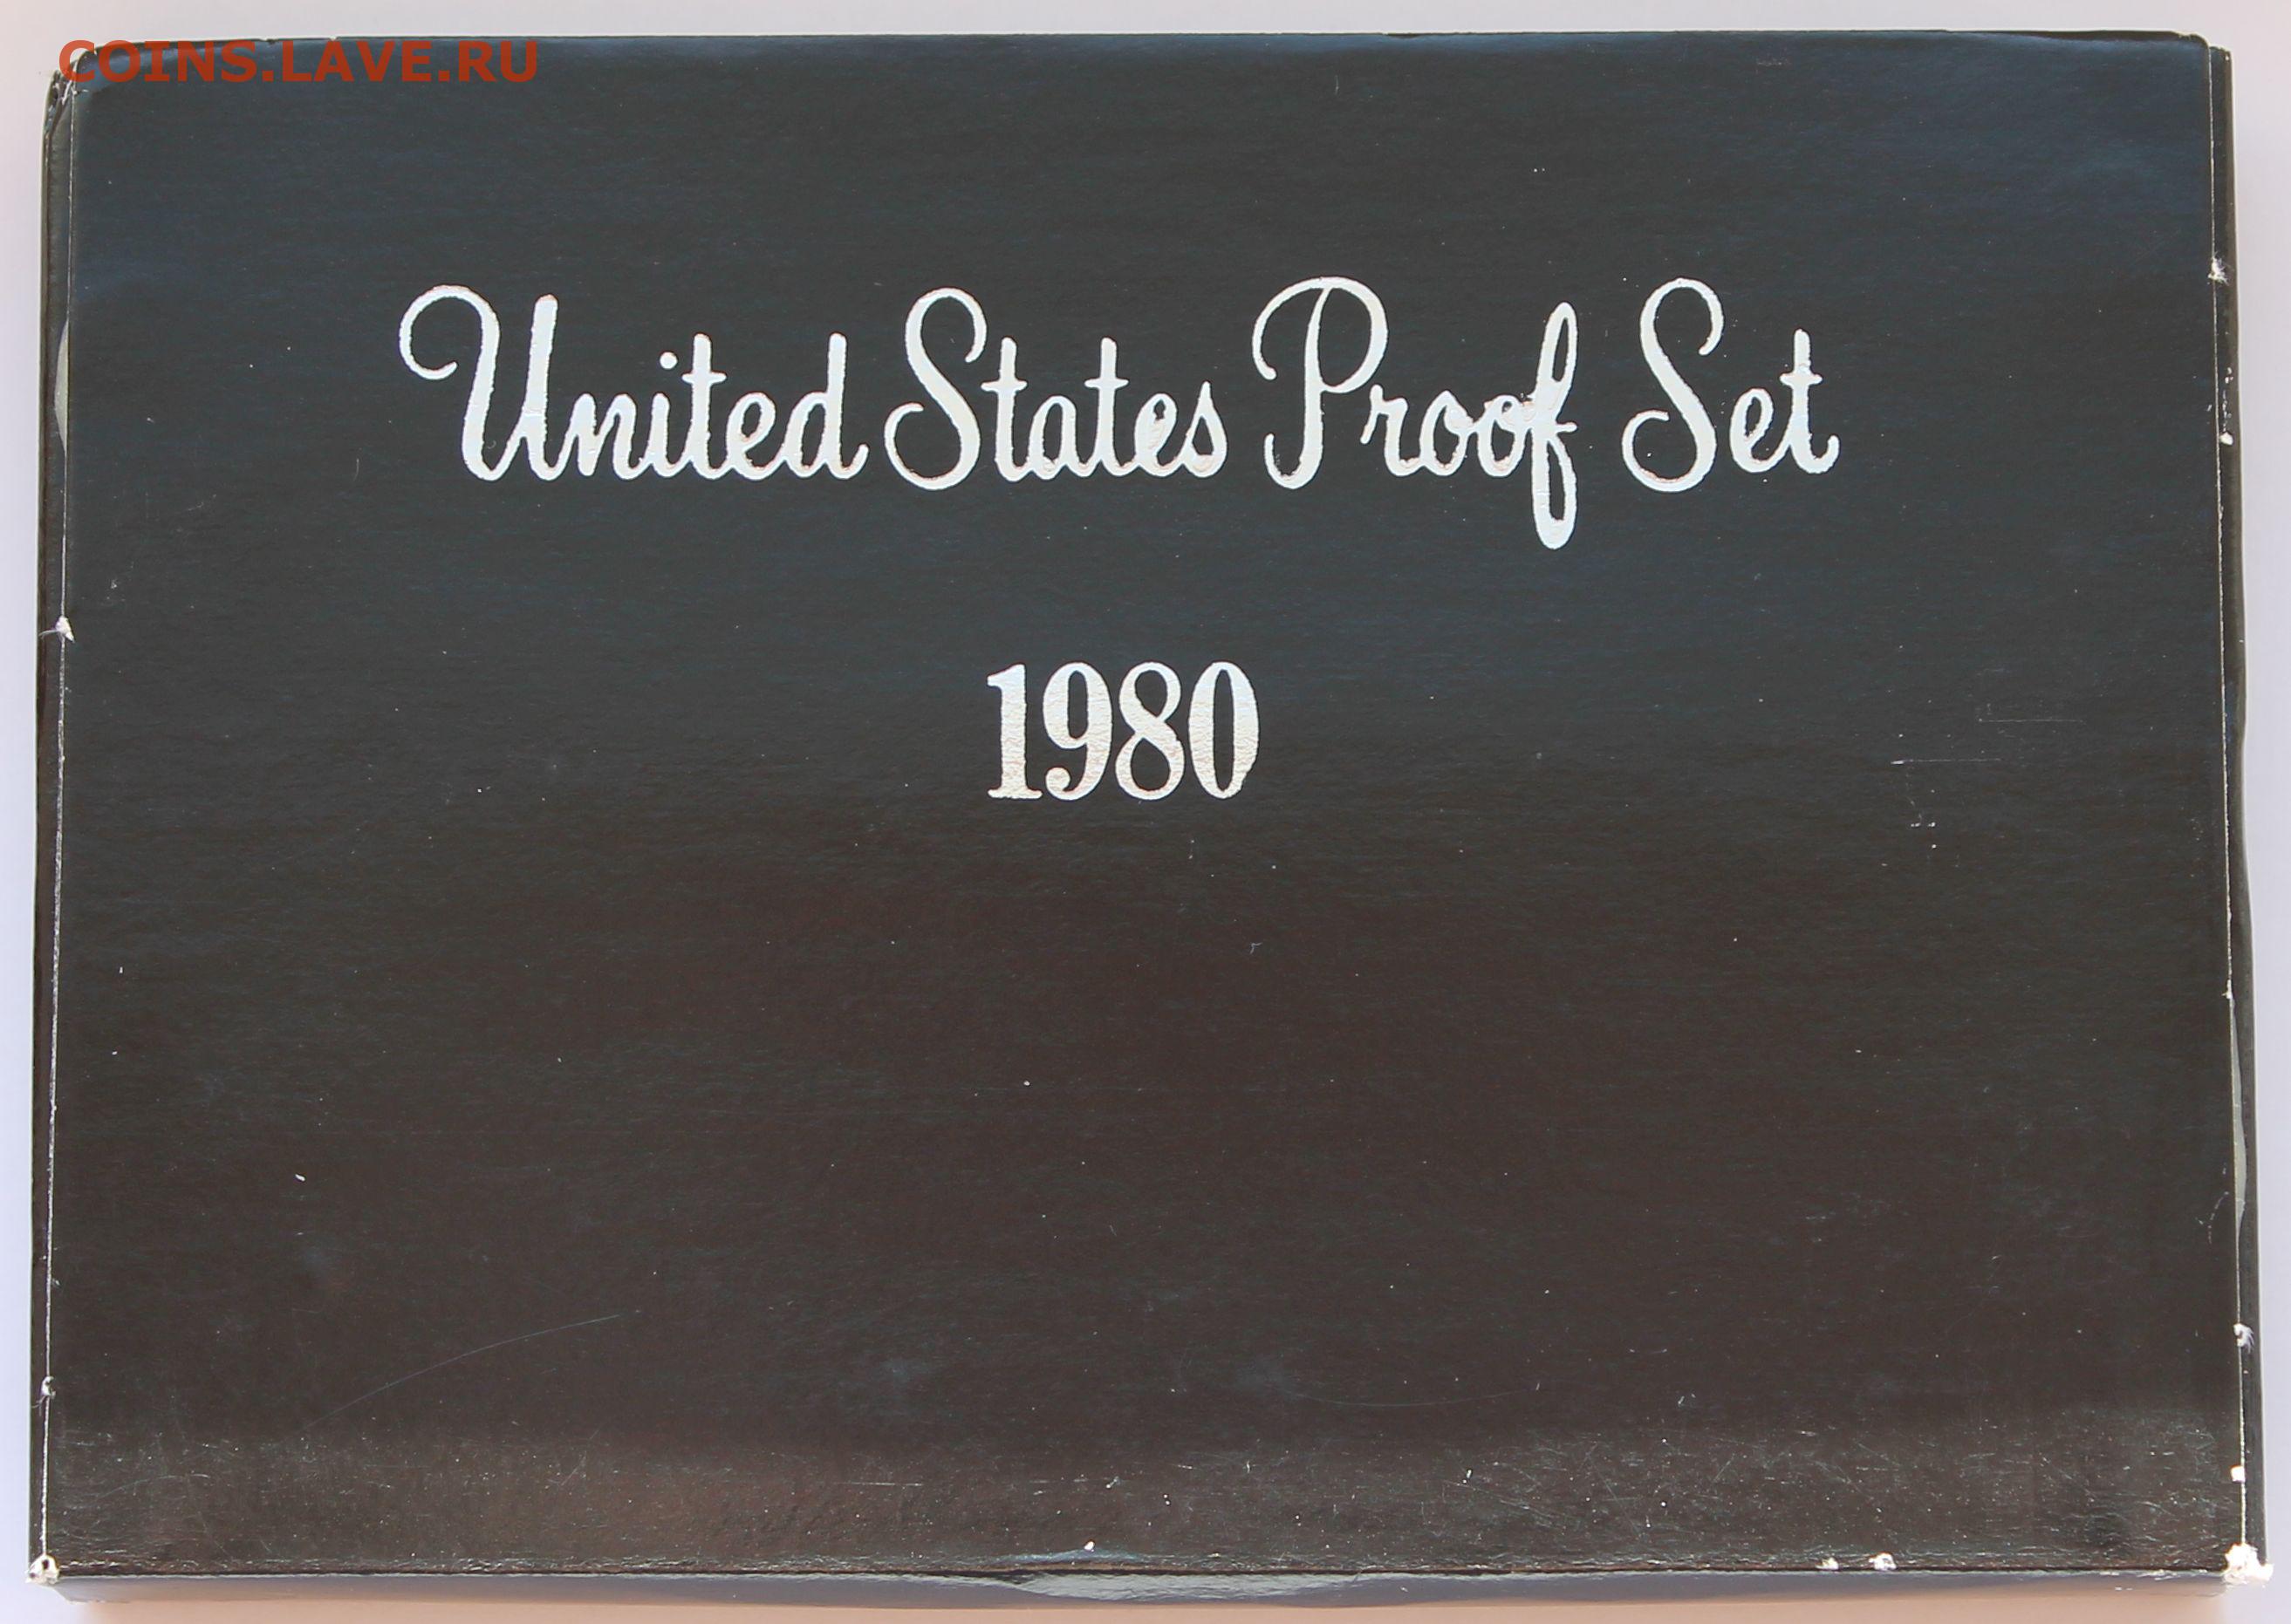 COINS.LAVE.RU
United States Proof Set
1980